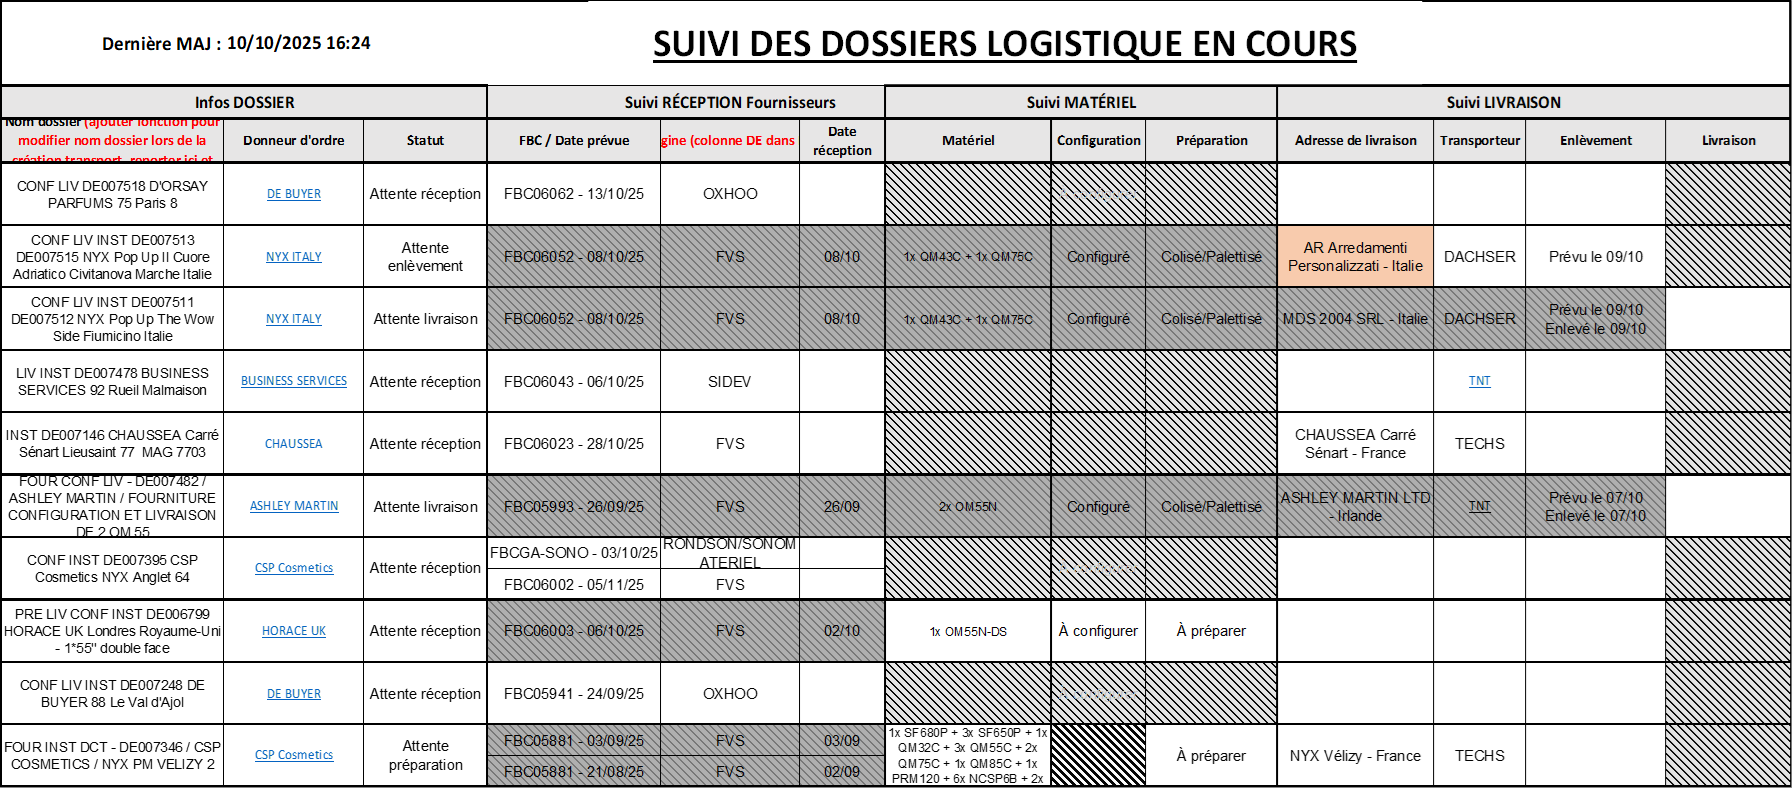 Dernière MAJ : 10/10/2025 16:24
SUIVI DES DOSSIERS LOGISTIQUE EN COURS
Infos DOSSIER
Suivi RÉCEPTION Fournisseurs
Suivi MATÉRIEL
Suivi LIVRAISON
Nom dossier (ajouter fonction pour
modifier nom dossier lors de la
création transport, reporter ici et
Donneur d'ordre
Statut
FBC / Date prévue
gine (colonne DE dans
Date
réception
Matériel
Configuration
Préparation
Adresse de livraison
Transporteur
Enlèvement
Livraison
CONF LIV DE007518 D'ORSAY
PARFUMS 75 Paris 8
DE BUYER
Attente réception
FBC06062 - 13/10/25
OXHOO
CONF LIV INST DE007513
DE007515 NYX Pop Up Il Cuore
Adriatico Civitanova Marche Italie
NYX ITALY
Attente
enlèvement
FBC06052 - 08/10/25
FVS
08/10
1x QM43C + 1x QM75C
Configuré
Colisé/Palettisé
AR Arredamenti
Personalizzati - Italie
DACHSER
Prévu le 09/10
CONF LIV INST DE007511
DE007512 NYX Pop Up The Wow
Side Fiumicino Italie
NYX ITALY
Attente livraison
FBC06052 - 08/10/25
FVS
08/10
1x QM43C + 1x QM75C
Configuré
Colisé/Palettisé
MDS 2004 SRL - Italie
DACHSER
Prévu le 09/10
Enlevé le 09/10
LIV INST DE007478 BUSINESS
SERVICES 92 Rueil Malmaison
BUSINESS SERVICES
Attente réception
FBC06043 - 06/10/25
SIDEV
TNT
INST DE007146 CHAUSSEA Carré
Sénart Lieusaint 77  MAG 7703
CHAUSSEA
Attente réception
FBC06023 - 28/10/25
FVS
CHAUSSEA Carré
Sénart - France
TECHS
FOUR CONF LIV - DE007482 /
ASHLEY MARTIN / FOURNITURE
CONFIGURATION ET LIVRAISON
DE 2 OM 55
ASHLEY MARTIN
Attente livraison
FBC05993 - 26/09/25
FVS
26/09
2x OM55N
Configuré
Colisé/Palettisé
ASHLEY MARTIN LTD
- Irlande
TNT
Prévu le 07/10
Enlevé le 07/10
CONF INST DE007395 CSP
Cosmetics NYX Anglet 64
CSP Cosmetics
Attente réception
FBCGA-SONO - 03/10/25
RONDSON/SONOM
ATERIEL
FBC06002 - 05/11/25
FVS
PRE LIV CONF INST DE006799
HORACE UK Londres Royaume-Uni
- 1*55" double face
HORACE UK
Attente réception
FBC06003 - 06/10/25
FVS
02/10
1x OM55N-DS
À configurer
À préparer
CONF LIV INST DE007248 DE
BUYER 88 Le Val d'Ajol
DE BUYER
Attente réception
FBC05941 - 24/09/25
OXHOO
FOUR INST DCT - DE007346 / CSP
COSMETICS / NYX PM VELIZY 2
CSP Cosmetics
Attente
préparation
FBC05881 - 03/09/25
FVS
03/09
FBC05881 - 21/08/25
FVS
02/09
1x SF680P + 3x SF650P + 1x
QM32C + 3x QM55C + 2x
QM75C + 1x QM85C + 1x
PRM120 + 6x NCSP6B + 2x
À préparer
NYX Vélizy - France
TECHS